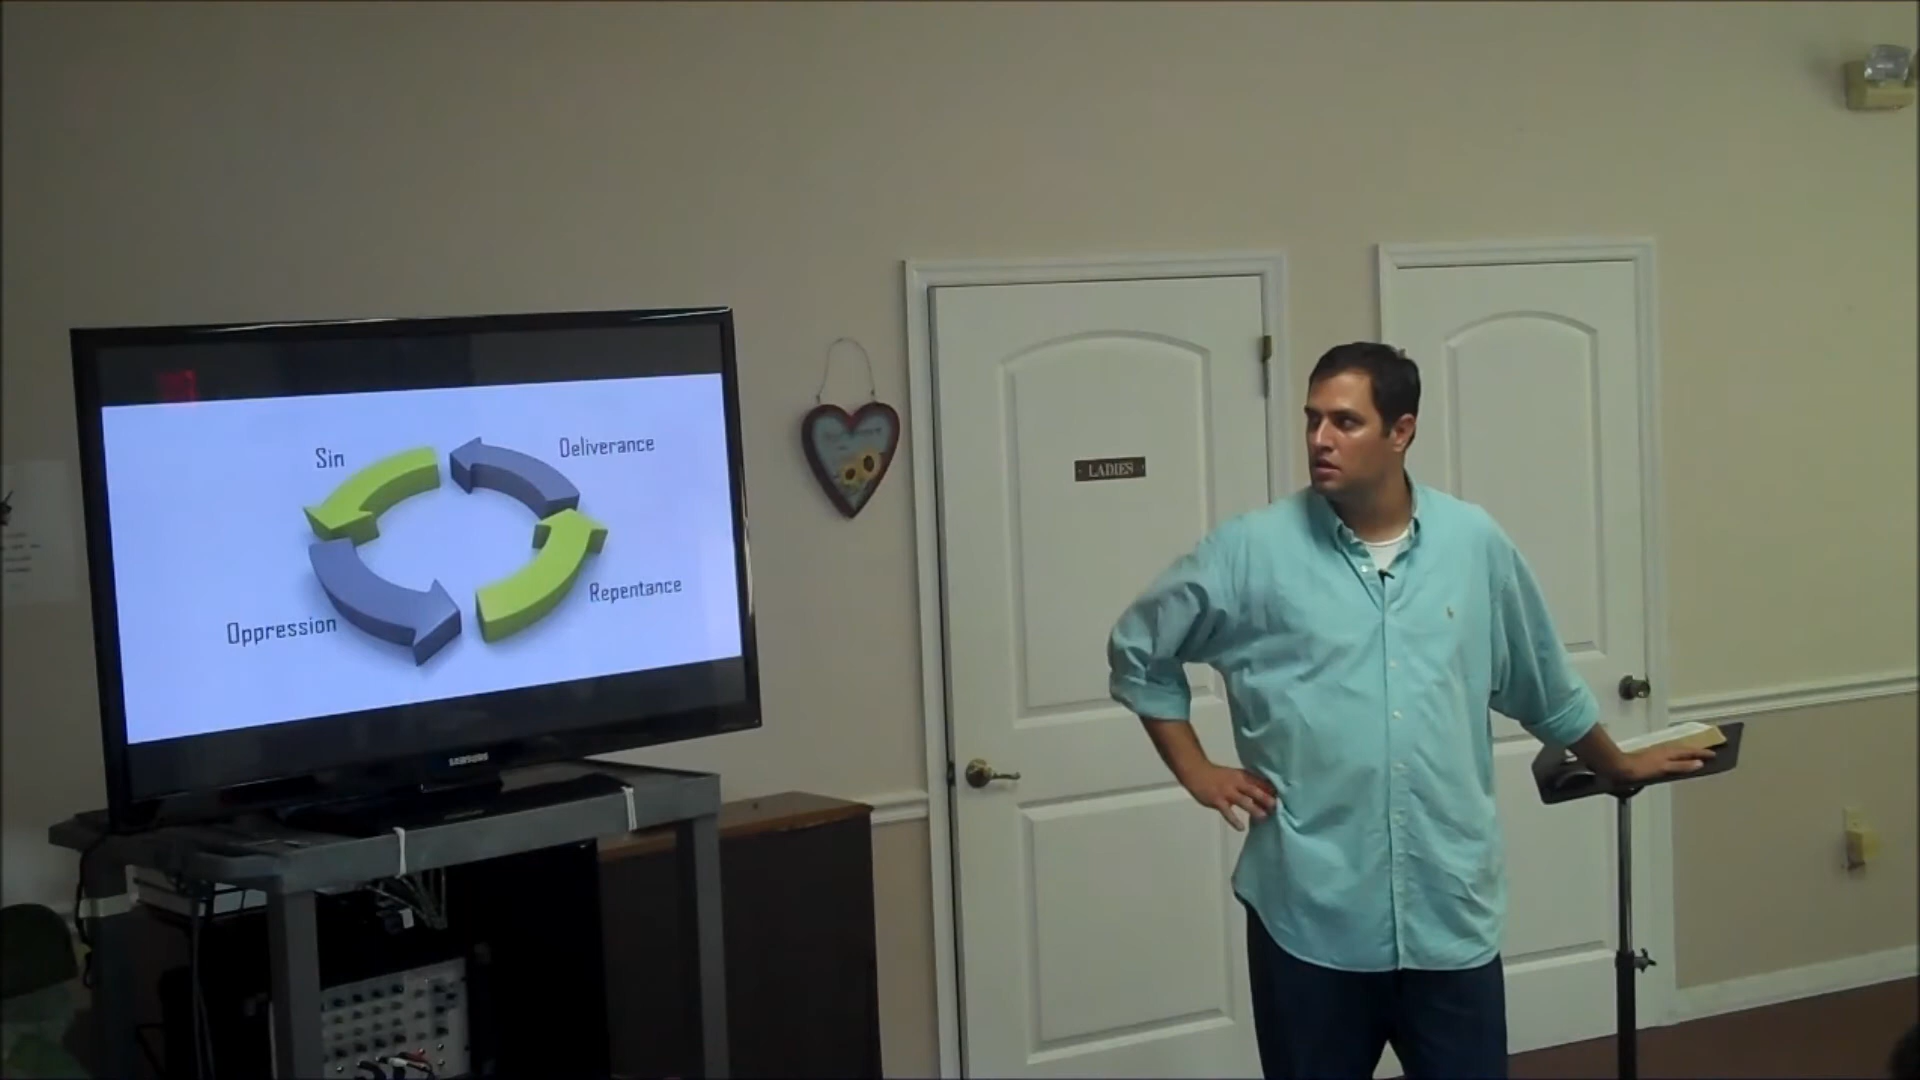 Sin
Deliverance
Repentance
Oppression
SAMSUNG
LADIES